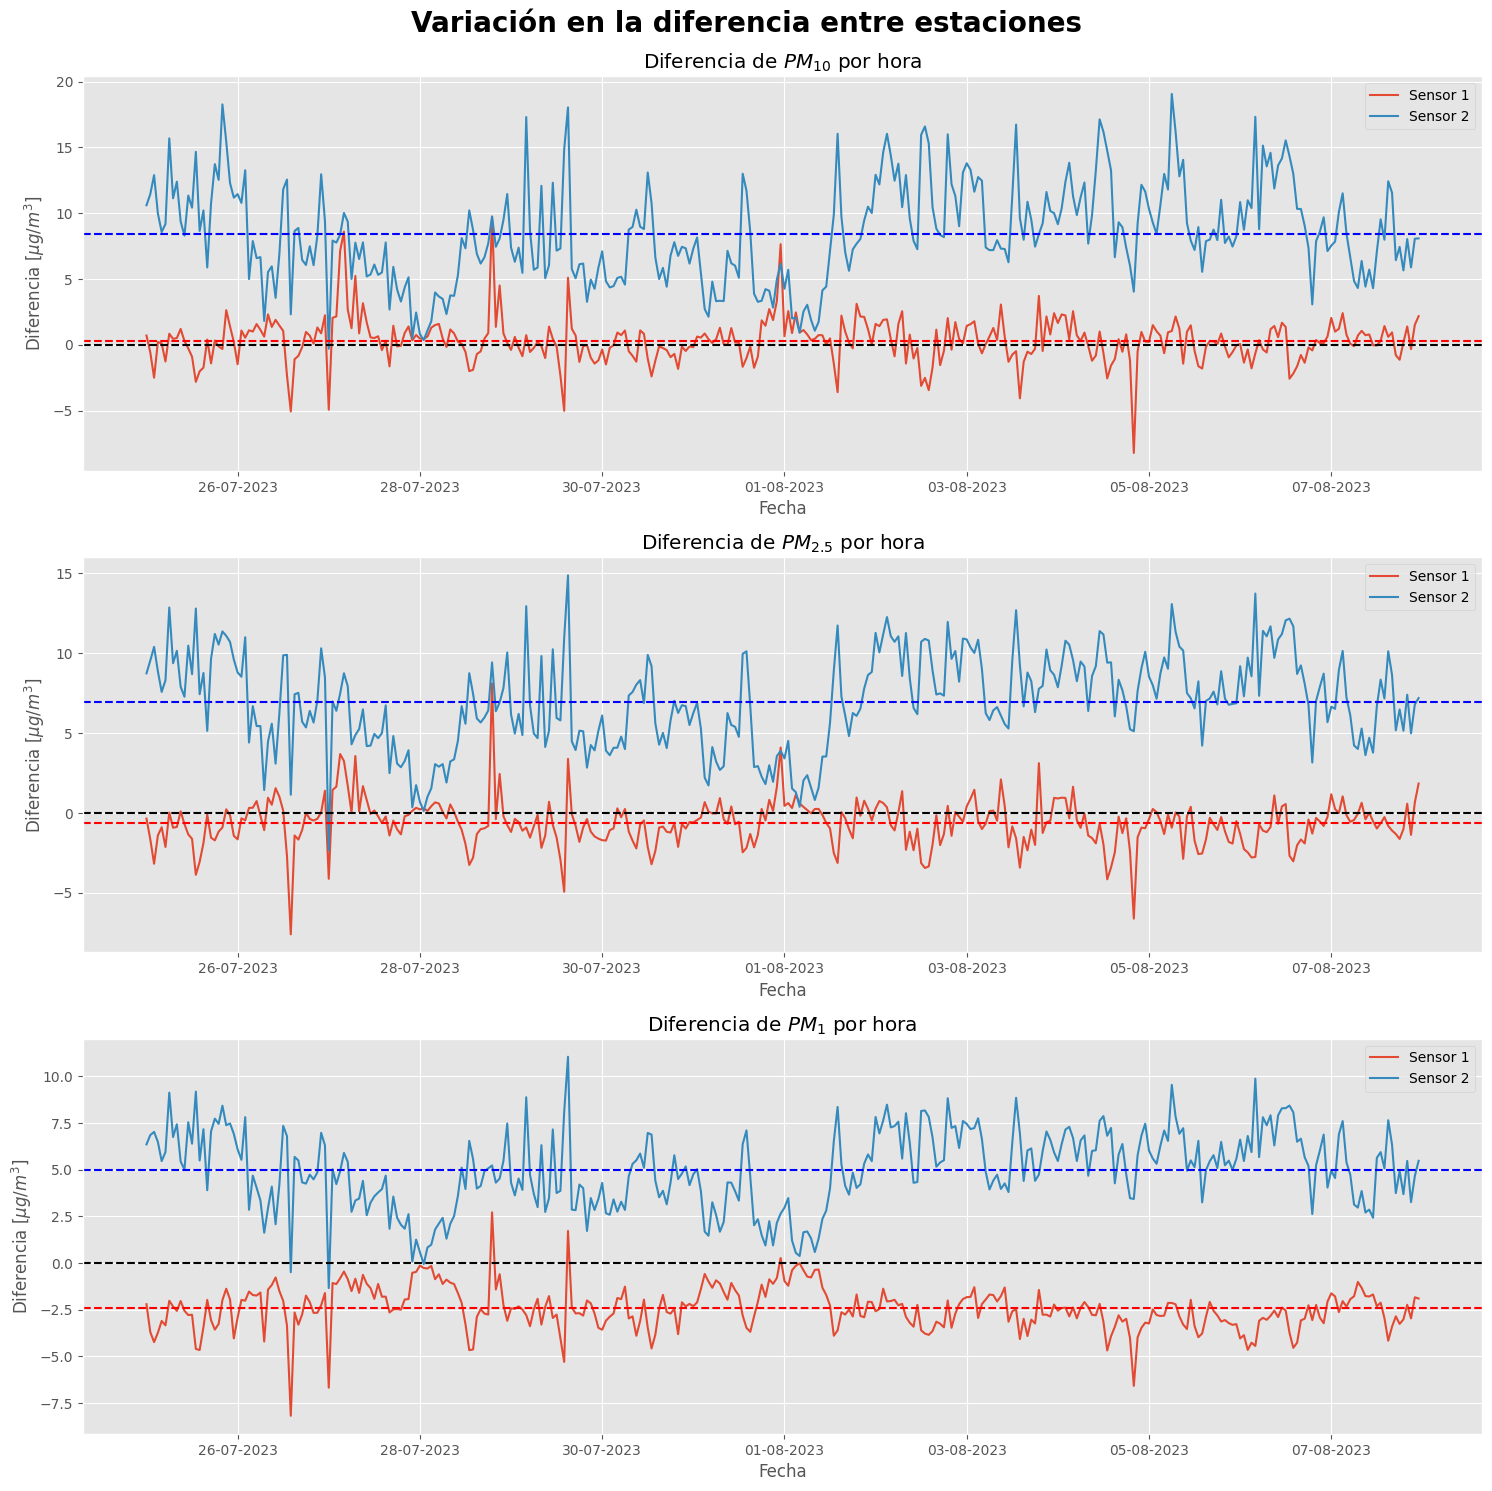 Variación en la diferencia entre estaciones
Diferencia de PM₁₀ por hora
Sensor 1
Sensor 2
Diferencia [μg/m³]
20
15
10
5
0
−5
26-07-2023 28-07-2023 30-07-2023 01-08-2023 03-08-2023 05-08-2023 07-08-2023
Fecha
Diferencia de PM₂.₅ por hora
Sensor 1
Sensor 2
Diferencia [μg/m³]
15
10
5
0
−5
26-07-2023 28-07-2023 30-07-2023 01-08-2023 03-08-2023 05-08-2023 07-08-2023
Fecha
Diferencia de PM₁ por hora
Sensor 1
Sensor 2
Diferencia [μg/m³]
10.0
7.5
5.0
2.5
0.0
−2.5
−5.0
−7.5
26-07-2023 28-07-2023 30-07-2023 01-08-2023 03-08-2023 05-08-2023 07-08-2023
Fecha